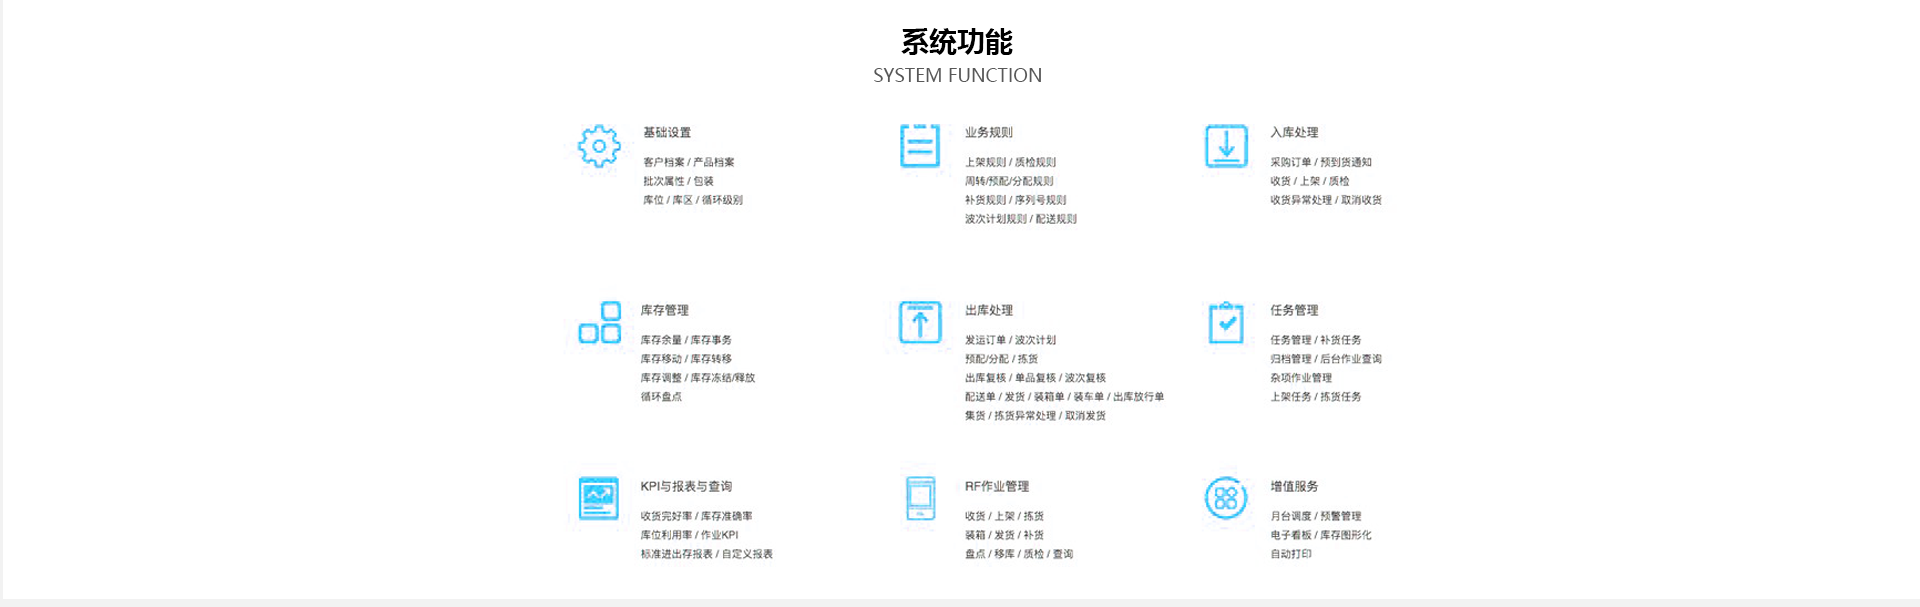 系统功能
SYSTEM FUNCTION
基础设置
客户档案 / 产品档案
批次属性 / 包装
库位 / 库区 / 循环级别
业务规则
上架规则 / 质检规则
周转/预配/分配规则
补货规则 / 序列号规则
波次计划规则 / 配送规则
入库处理
采购订单 / 预到货通知
收货 / 上架 / 质检
收货异常处理 / 取消收货
库存管理
库存余量 / 库存事务
库存移动 / 库存转移
库存调整 / 库存冻结/释放
循环盘点
出库处理
发运订单 / 波次计划
预配/分配 / 拣货
出库复核 / 单品复核 / 波次复核
配送单 / 发货 / 装箱单 / 装车单 / 出库放行单
集货 / 拣货异常处理 / 取消发货
任务管理
任务管理 / 补货任务
归档管理 / 后台作业查询
杂项作业管理
上架任务 / 拣货任务
KPI与报表与查询
收货完好率 / 库存准确率
库位利用率 / 作业KPI
标准进出存报表 / 自定义报表
RF作业管理
收货 / 上架 / 拣货
装箱 / 发货 / 补货
盘点 / 移库 / 质检 / 查询
增值服务
月台调度 / 预警管理
电子看板 / 库存图形化
自动打印